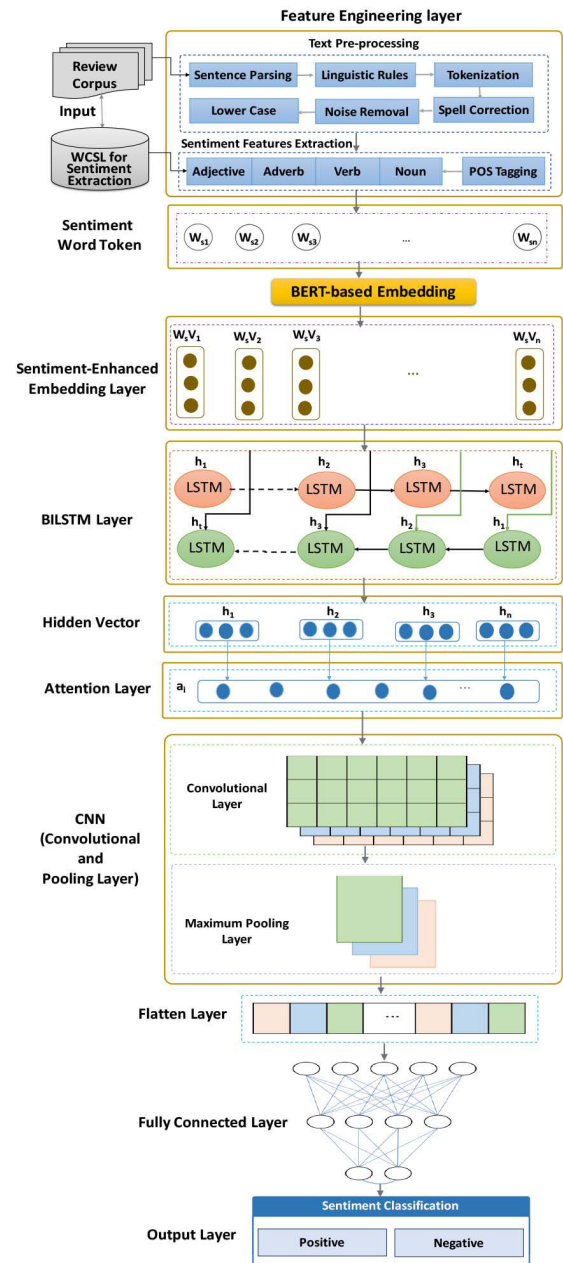 Feature Engineering layer
Text Pre-processing
Review
Corpus
Sentence Parsing
Linguistic Rules
Tokenization
Input
Lower Case
Noise Removal
Spell Correction
WCSL for
Sentiment
Extraction
Sentiment Features Extraction
Adjective
Adverb
Verb
Noun
POS Tagging
Sentiment
Word Token
Ws1
Ws2
Ws3
...
Wsn
BERT-based Embedding
Sentiment-Enhanced
Embedding Layer
WsV1
WsV2
WsV3
...
WsVn
BILSTM Layer
h1
h2
h3
ht
LSTM
LSTM
LSTM
LSTM
ht
h3
h2
h1
LSTM
LSTM
LSTM
LSTM
Hidden Vector
h1
h2
h3
hn
Attention Layer
ai
...
CNN
(Convolutional
and
Pooling Layer)
Convolutional
Layer
Maximum Pooling
Layer
Flatten Layer
...
Fully Connected Layer
Output Layer
Sentiment Classification
Positive
Negative